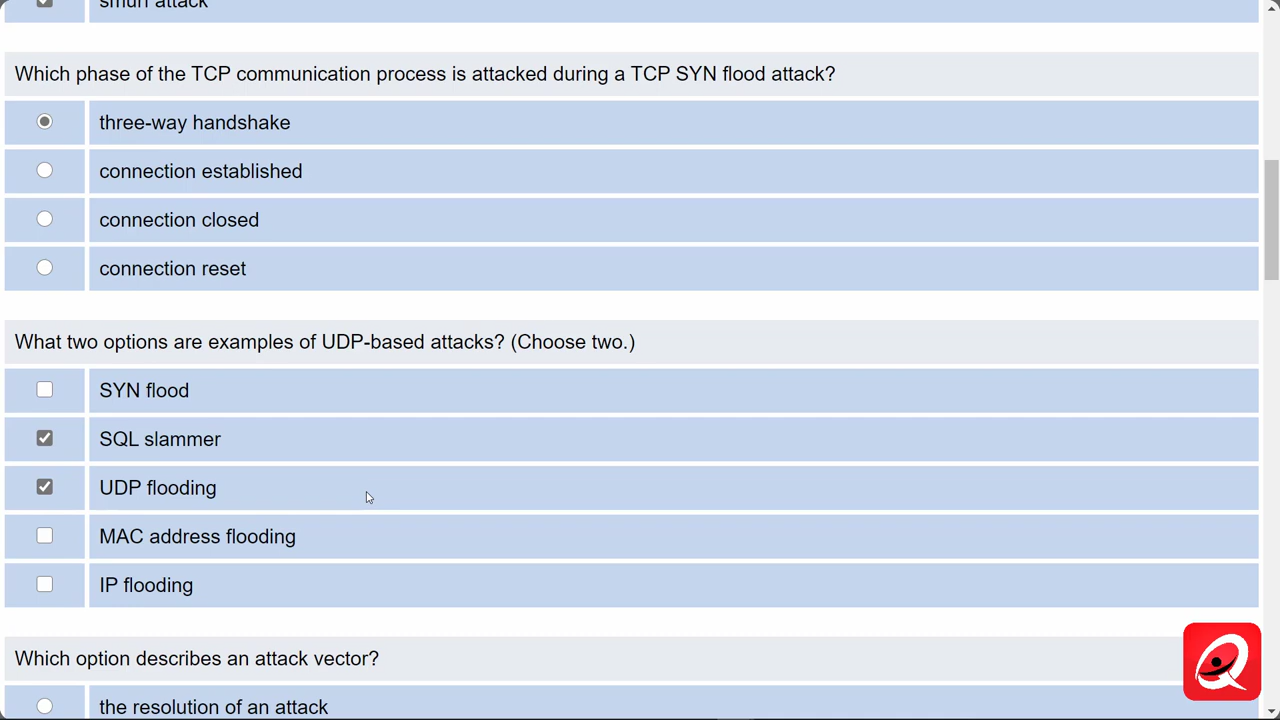 smurf attack
Which phase of the TCP communication process is attacked during a TCP SYN flood attack?
three-way handshake
connection established
connection closed
connection reset
What two options are examples of UDP-based attacks? (Choose two.)
SYN flood
SQL slammer
UDP flooding
MAC address flooding
IP flooding
Which option describes an attack vector?
the resolution of an attack